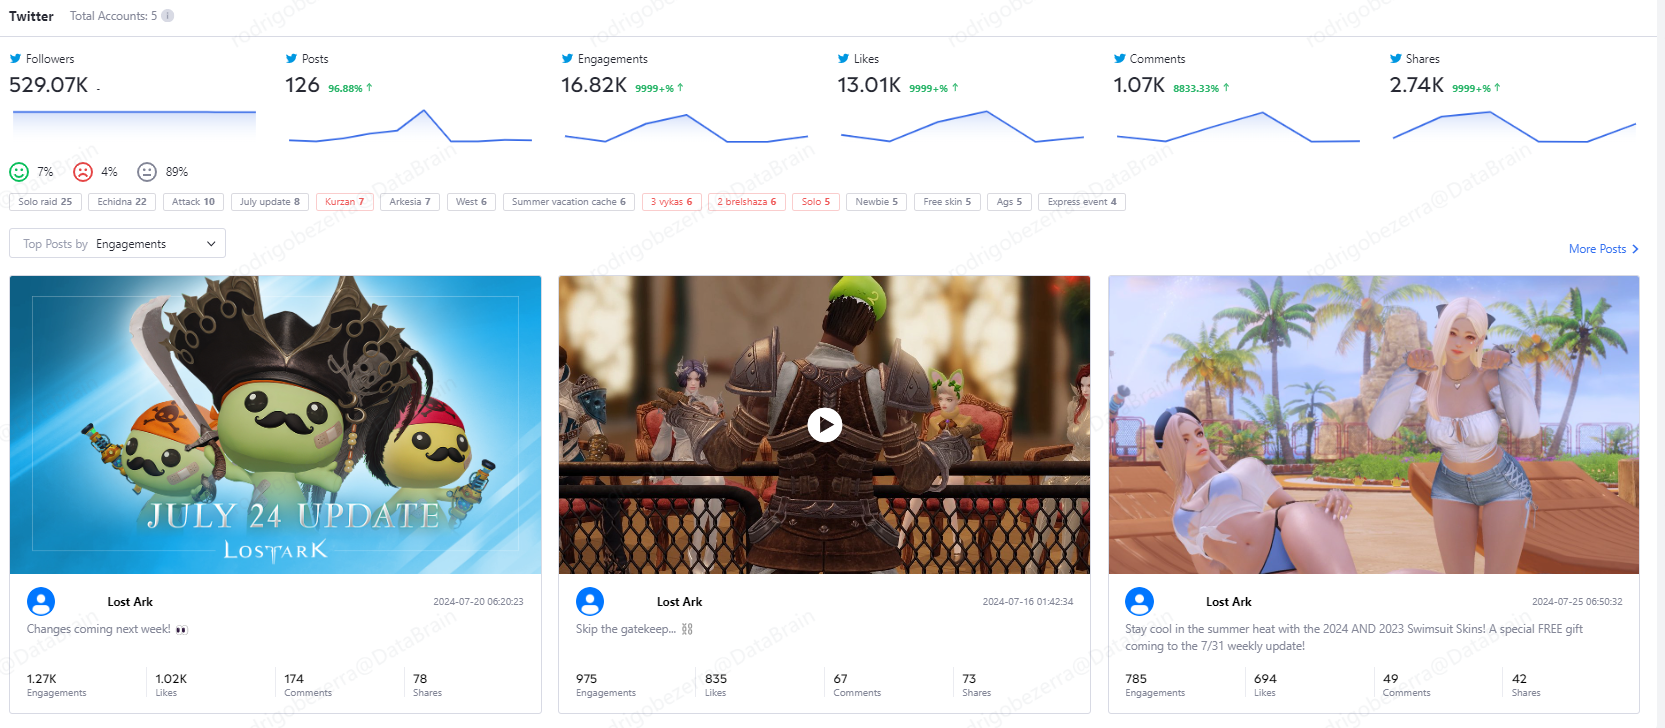 Twitter Total Accounts: 5
Followers
529.07K -
Posts
126 96.88% ↑
Engagements
16.82K 9999+% ↑
Likes
13.01K 9999+% ↑
Comments
1.07K 8833.33% ↑
Shares
2.74K 9999+% ↑
7% 4% 89%
Solo raid 25 Echidna 22 Attack 10 July update 8 Kurzan 7 Arkesia 7 West 6 Summer vacation cache 6 3 vykas 6 2 brelshaza 6 Solo 5 Newbie 5 Free skin 5 Ags 5 Express event 4
Top Posts by Engagements
More Posts
JULY 24 UPDATE
LOST ARK
Lost Ark 2024-07-20 06:20:23
Changes coming next week! 👀
1.27K 1.02K 174 78
Engagements Likes Comments Shares
Lost Ark 2024-07-16 01:42:34
Skip the gatekeep... ⛓
975 835 67 73
Engagements Likes Comments Shares
Lost Ark 2024-07-25 06:50:32
Stay cool in the summer heat with the 2024 AND 2023 Swimsuit Skins! A special FREE gift
coming to the 7/31 weekly update!
785 694 49 42
Engagements Likes Comments Shares
rodrigobezerra@DataBrain